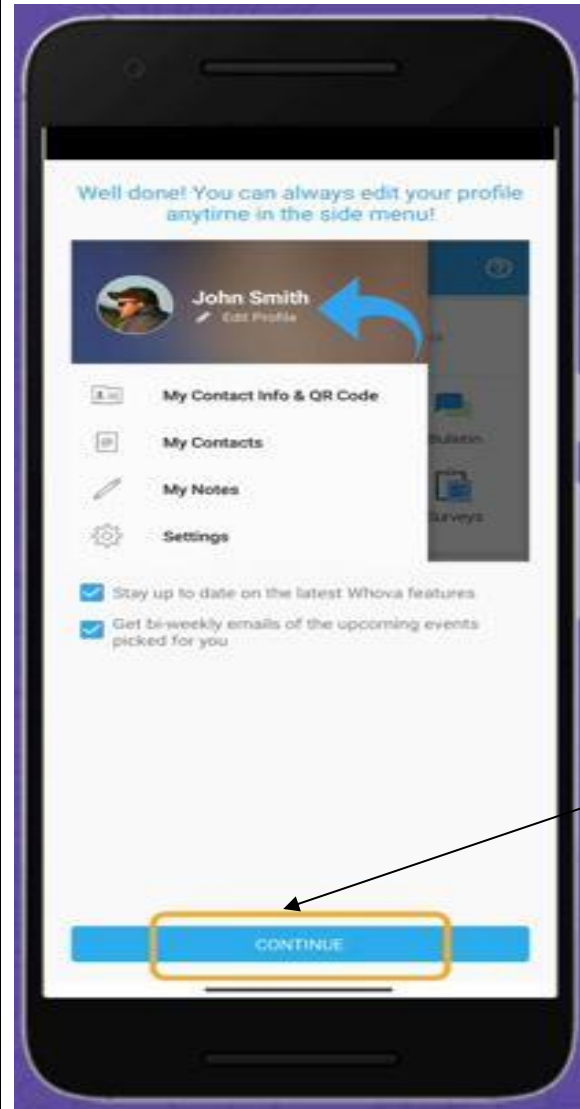 Well done! You can always edit your profile
anytime in the side menu!
John Smith
Edit Profile
My Contact Info & QR Code
My Contacts
Bulletin
My Notes
Surveys
Settings
Stay up to date on the latest Whova features
Get bi-weekly emails of the upcoming events
picked for you
CONTINUE